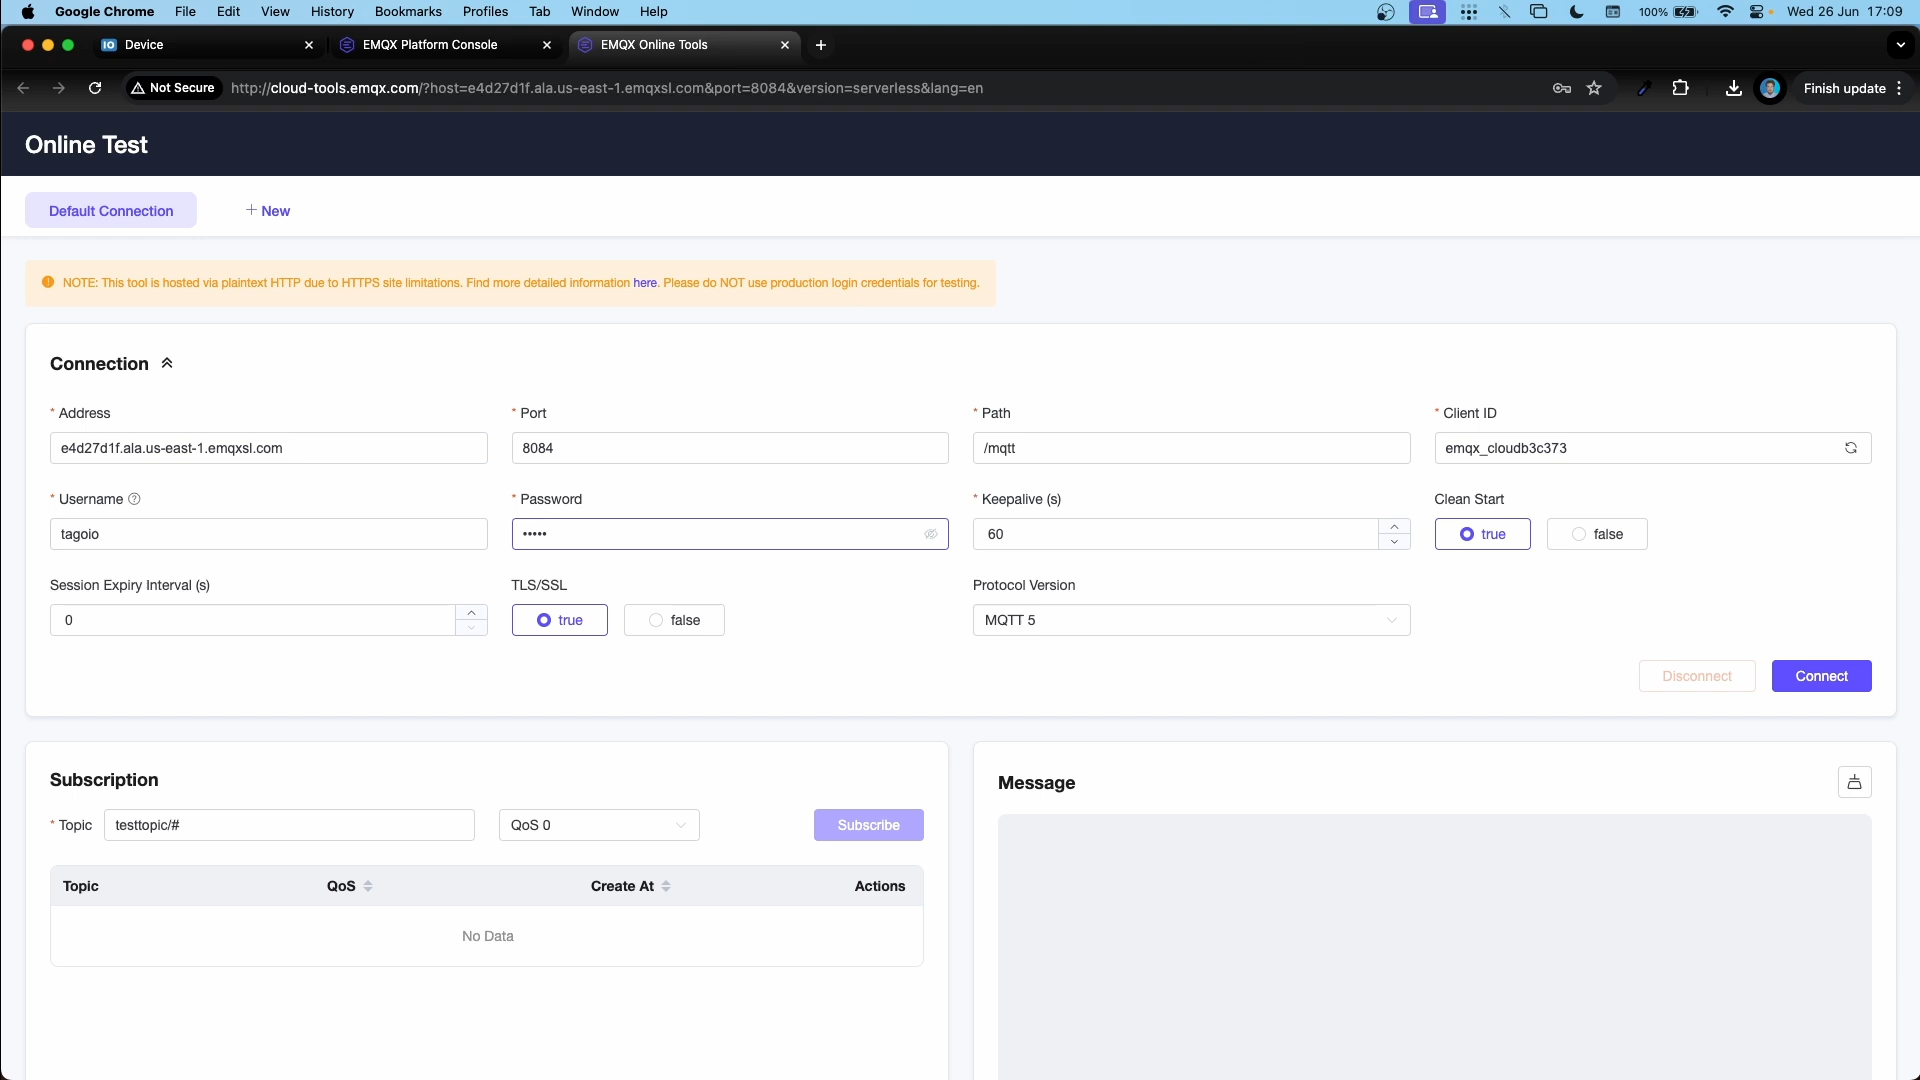 Google Chrome File Edit View History Bookmarks Profiles Tab Window Help 100% Wed 26 Jun 17:09
IO Device EMQX Platform Console EMQX Online Tools
Not Secure http://cloud-tools.emqx.com/?host=e4d27d1f.ala.us-east-1.emqxsl.com&port=8084&version=serverless&lang=en Finish update
Online Test
Default Connection + New
NOTE: This tool is hosted via plaintext HTTP due to HTTPS site limitations. Find more detailed information here. Please do NOT use production login credentials for testing.
Connection
* Address * Port * Path * Client ID
e4d27d1f.ala.us-east-1.emqxsl.com 8084 /mqtt emqx_cloudb3c373
* Username ? * Password * Keepalive (s) Clean Start
tagoio ••••• 60 true false
Session Expiry Interval (s) TLS/SSL Protocol Version
0 true false MQTT 5
Disconnect Connect
Subscription
* Topic testtopic/# QoS 0 Subscribe
Topic QoS Create At Actions
No Data
Message